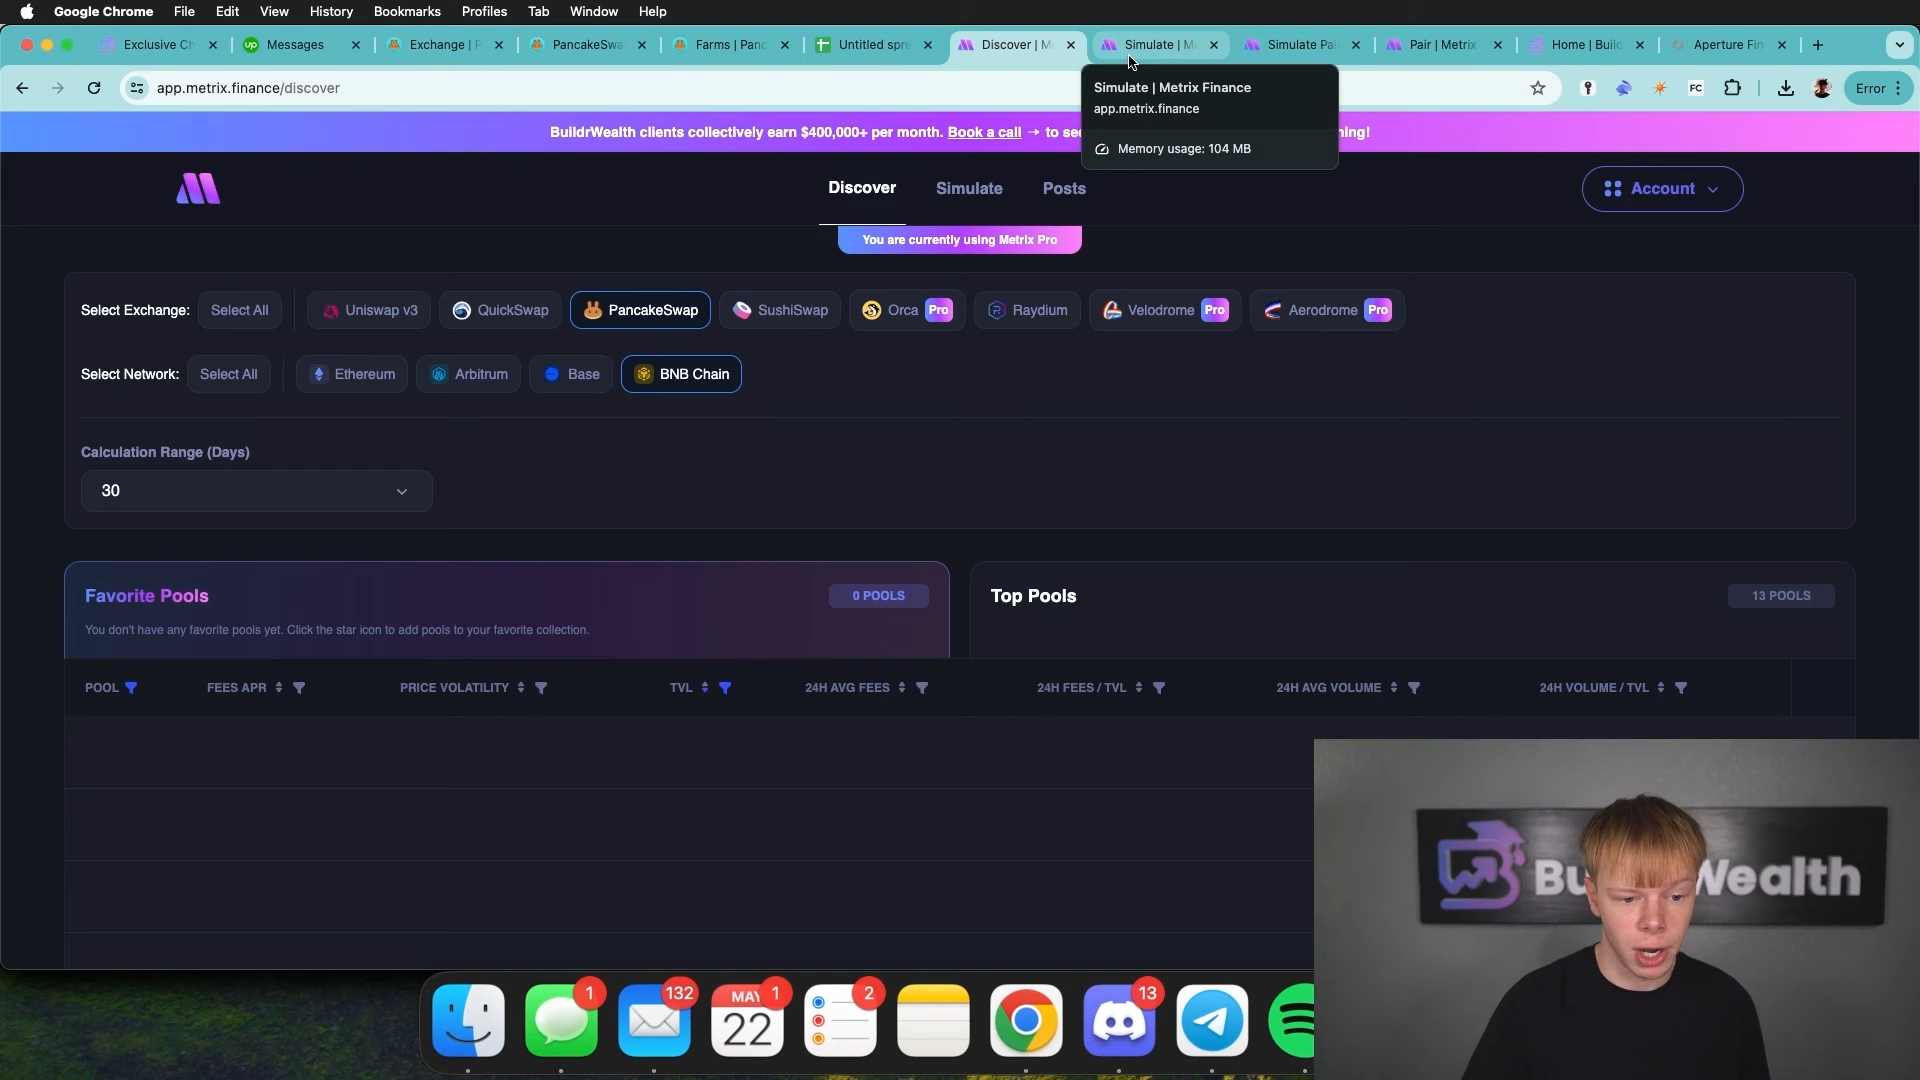 Google Chrome File Edit View History Bookmarks Profiles Tab Window Help
Exclusive Ch Messages Exchange | P PancakeSwa Farms | Panc Untitled spre Discover | M Simulate | M Simulate Pai Pair | Metrix Home | Build Aperture Fin
app.metrix.finance/discover
FC
Error
Simulate | Metrix Finance
app.metrix.finance
Memory usage: 104 MB
BuildrWealth clients collectively earn $400,000+ per month. Book a call → to se
ning!
Discover Simulate Posts
Account
You are currently using Metrix Pro
Select Exchange: Select All Uniswap v3 QuickSwap PancakeSwap SushiSwap Orca Pro Raydium Velodrome Pro Aerodrome Pro
Select Network: Select All Ethereum Arbitrum Base BNB Chain
Calculation Range (Days)
30
Favorite Pools
0 POOLS
You don't have any favorite pools yet. Click the star icon to add pools to your favorite collection.
Top Pools
13 POOLS
POOL FEES APR PRICE VOLATILITY TVL 24H AVG FEES 24H FEES / TVL 24H AVG VOLUME 24H VOLUME / TVL
Bu Wealth
1 132 1 2 13
MAY
22